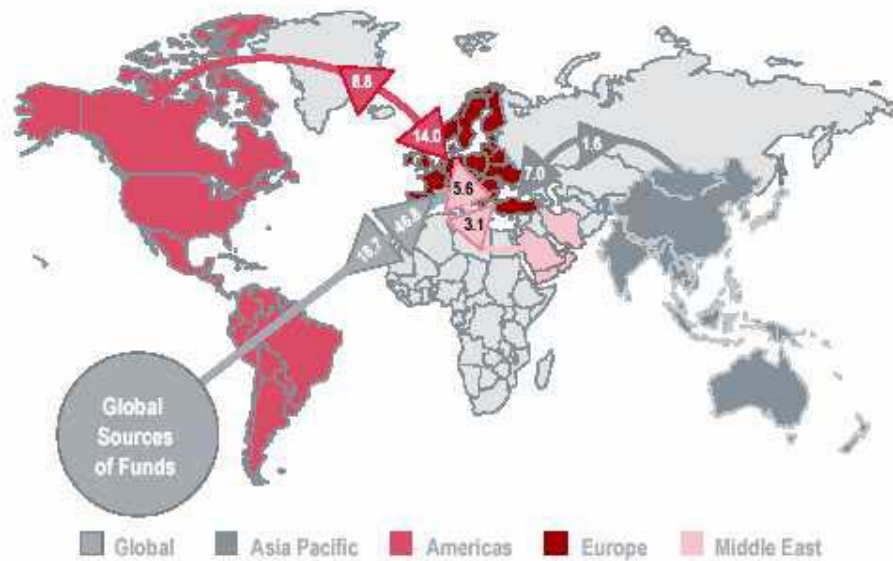 8.8
14.0
1.6
7.0
5.6
3.1
Global
Sources
of Funds
Global
Asia Pacific
Americas
Europe
Middle East